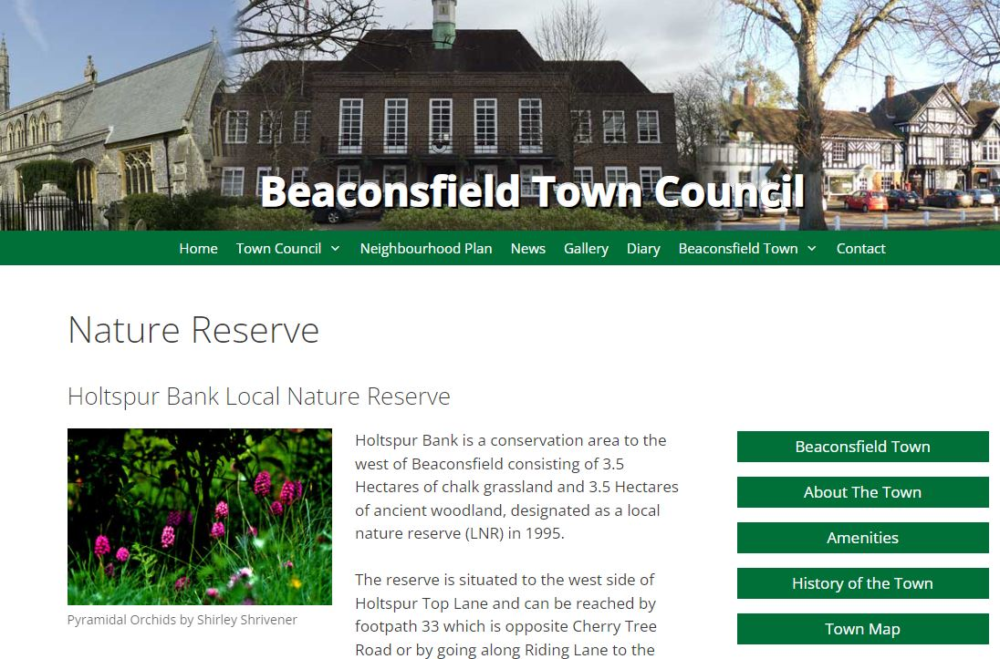 Beaconsfield Town Council
Home Town Council Neighbourhood Plan News Gallery Diary Beaconsfield Town Contact
Nature Reserve
Holtspur Bank Local Nature Reserve
Pyramidal Orchids by Shirley Shrivener
Holtspur Bank is a conservation area to the
west of Beaconsfield consisting of 3.5
Hectares of chalk grassland and 3.5 Hectares
of ancient woodland, designated as a local
nature reserve (LNR) in 1995.
The reserve is situated to the west side of
Holtspur Top Lane and can be reached by
footpath 33 which is opposite Cherry Tree
Road or by going along Riding Lane to the
Beaconsfield Town
About The Town
Amenities
History of the Town
Town Map